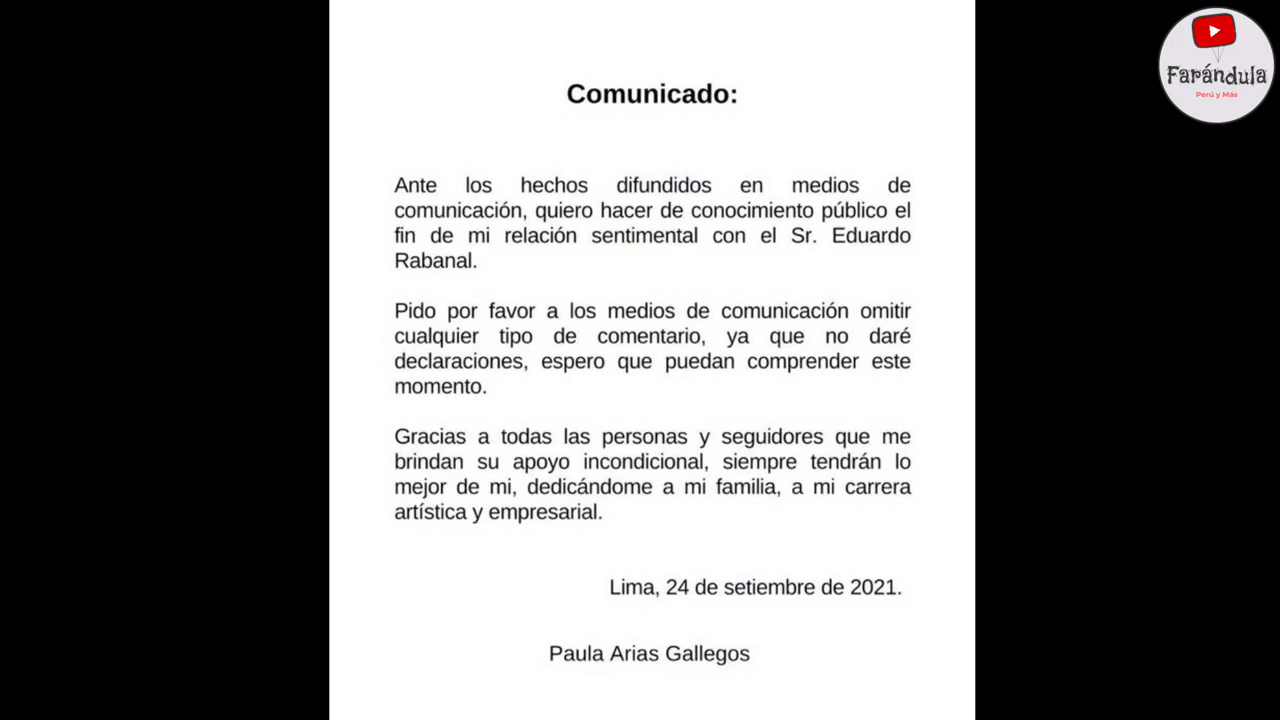 Farándula
Perú y Más
Comunicado:
Ante los hechos difundidos en medios de
comunicación, quiero hacer de conocimiento público el
fin de mi relación sentimental con el Sr. Eduardo
Rabanal.
Pido por favor a los medios de comunicación omitir
cualquier tipo de comentario, ya que no daré
declaraciones, espero que puedan comprender este
momento.
Gracias a todas las personas y seguidores que me
brindan su apoyo incondicional, siempre tendrán lo
mejor de mi, dedicándome a mi familia, a mi carrera
artística y empresarial.
Lima, 24 de setiembre de 2021.
Paula Arias Gallegos